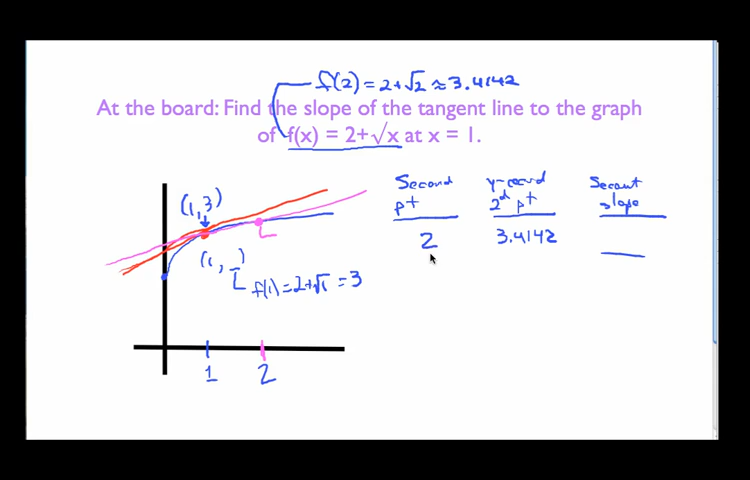 f(2) = 2+√2 ≈ 3.4142
At the board: Find the slope of the tangent line to the graph
of f(x) = 2+√x at x = 1.
Second pt
y-coord 2nd pt
Secant slope
(1,3)
2
3.4142
(1, )
f(1) = 2+√1 = 3
1
2